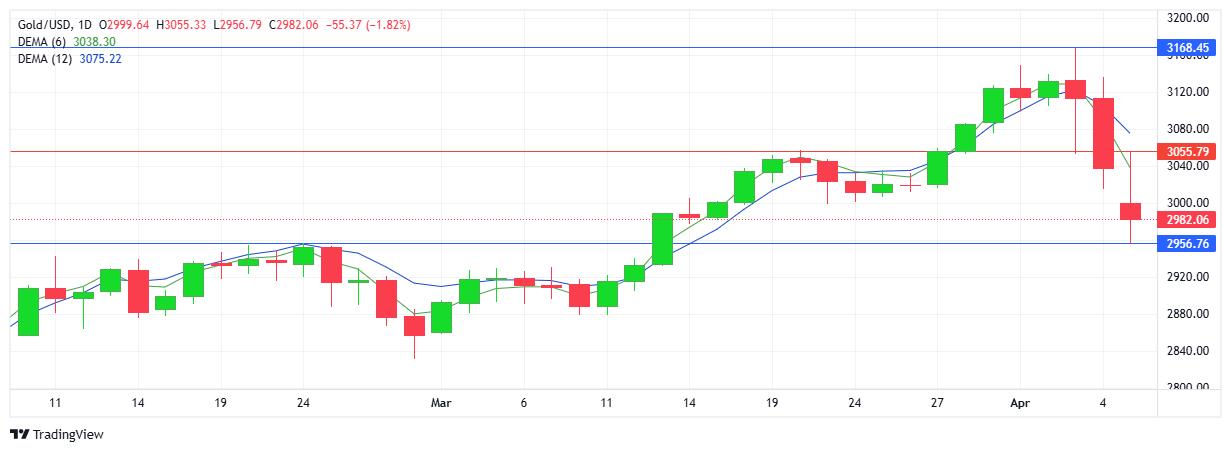 Gold/USD, 1D O2999.64 H3055.33 L2956.79 C2982.06 −55.37 (−1.82%)
DEMA (6) 3038.30
DEMA (12) 3075.22
3200.00
3168.45
3160.00
3120.00
3080.00
3055.79
3040.00
3000.00
2982.06
2956.76
2920.00
2880.00
2840.00
2800.00
11 14 19 24 Mar 6 11 14 19 24 27 Apr 4
TradingView